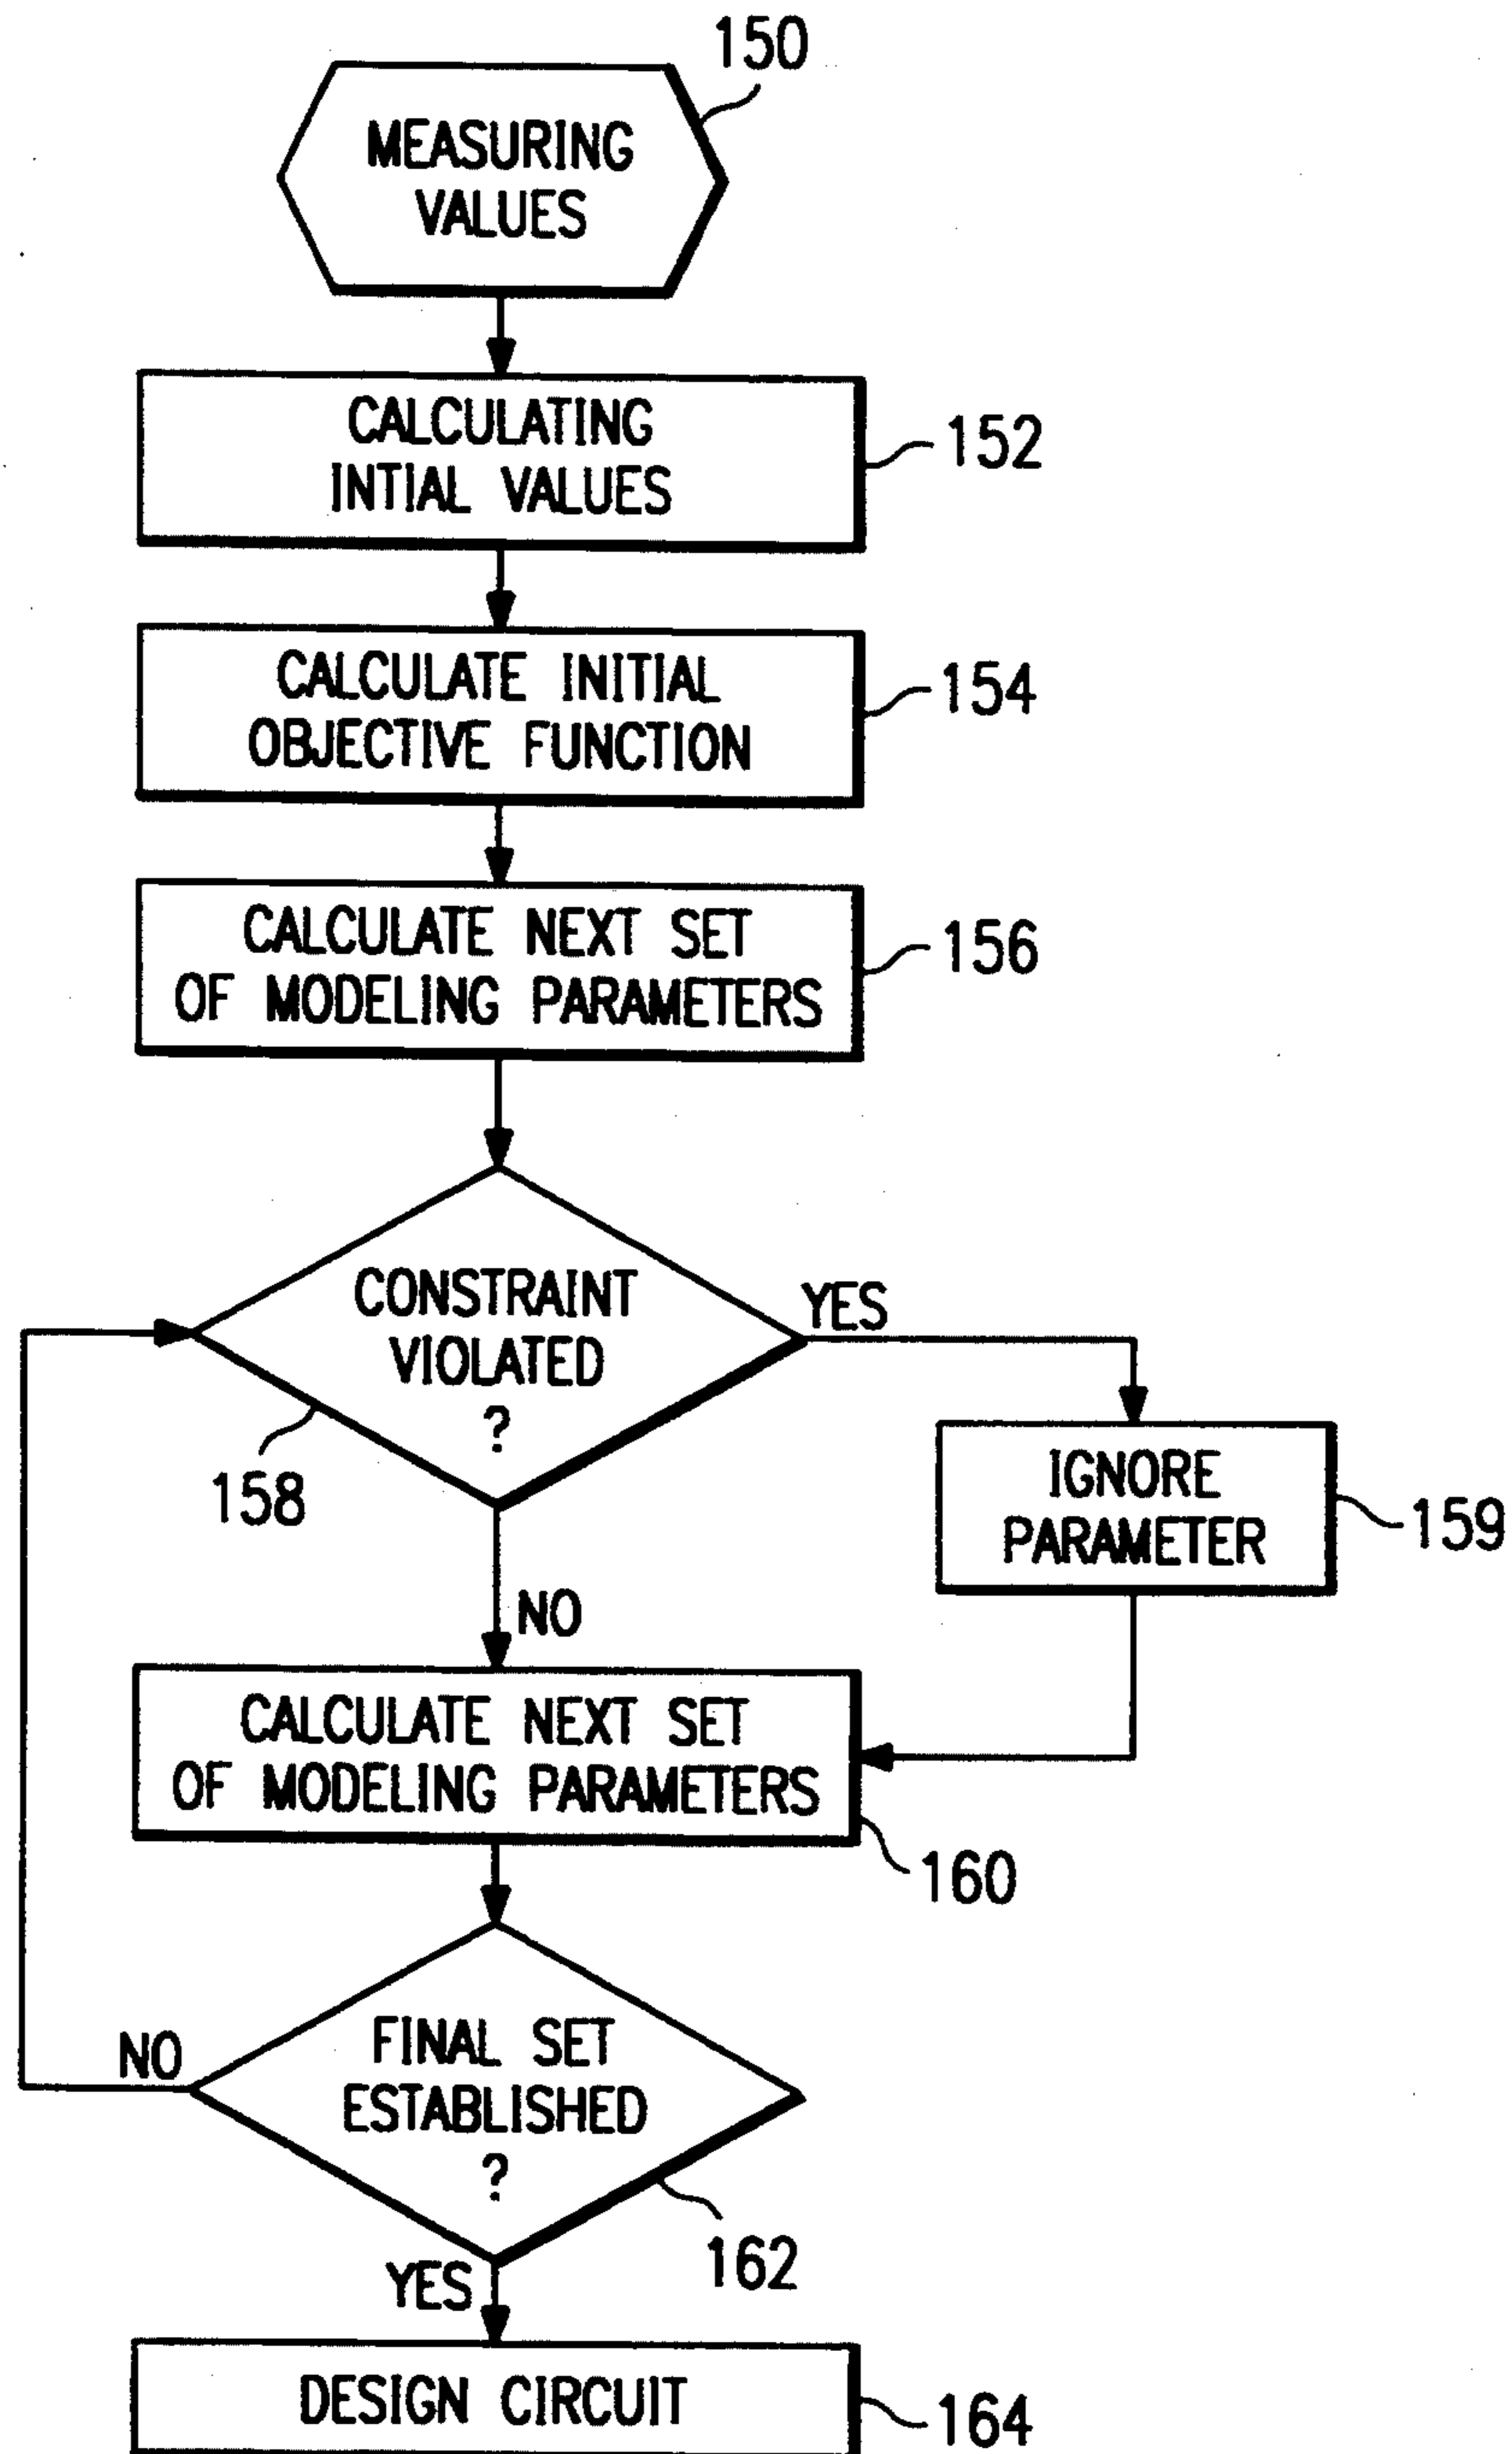 150
MEASURING
VALUES
CALCULATING
INTIAL VALUES
152
CALCULATE INITIAL
OBJECTIVE FUNCTION
154
CALCULATE NEXT SET
OF MODELING PARAMETERS
156
CONSTRAINT
VIOLATED
?
YES
158
IGNORE
PARAMETER
159
NO
CALCULATE NEXT SET
OF MODELING PARAMETERS
160
FINAL SET
ESTABLISHED
?
NO
162
YES
DESIGN CIRCUIT
164